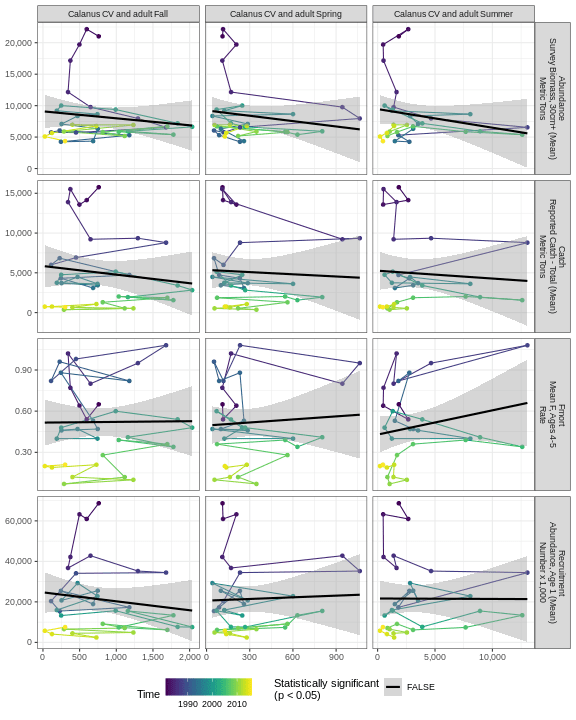 Calanus CV and adult Fall
Calanus CV and adult Spring
Calanus CV and adult Summer
20,000
15,000
10,000
5,000
0
Abundance
Survey Biomass, 30cm+ (Mean)
Metric Tons
15,000
10,000
5,000
0
Catch
Reported Catch - Total (Mean)
Metric Tons
0.90
0.60
0.30
Fmort
Mean F, Ages 4-5
Rate
60,000
40,000
20,000
0
Recruitment
Abundance, Age 1 (Mean)
Number x 1,000
0 500 1,000 1,500 2,000
0 300 600 900
0 5,000 10,000
Time
1990 2000 2010
Statistically significant
(p < 0.05)
FALSE